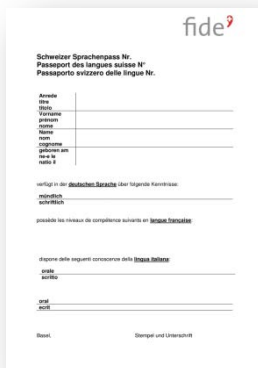 fide
Schweizer Sprachenpass Nr.
Passeport des langues suisse N°
Passaporto svizzero delle lingue Nr.
Anrede
titre
titolo
Vorname
prénom
nome
Name
nom
cognome
geboren am
né-e le
natio il
verfügt in der deutschen Sprache über folgende Kenntnisse:
mündlich
schriftlich
possède les niveaux de compétence suivants en langue française:
dispone delle seguenti conoscenze della lingua italiana:
orale
scritto
oral
écrit
Basel, Stempel und Unterschrift